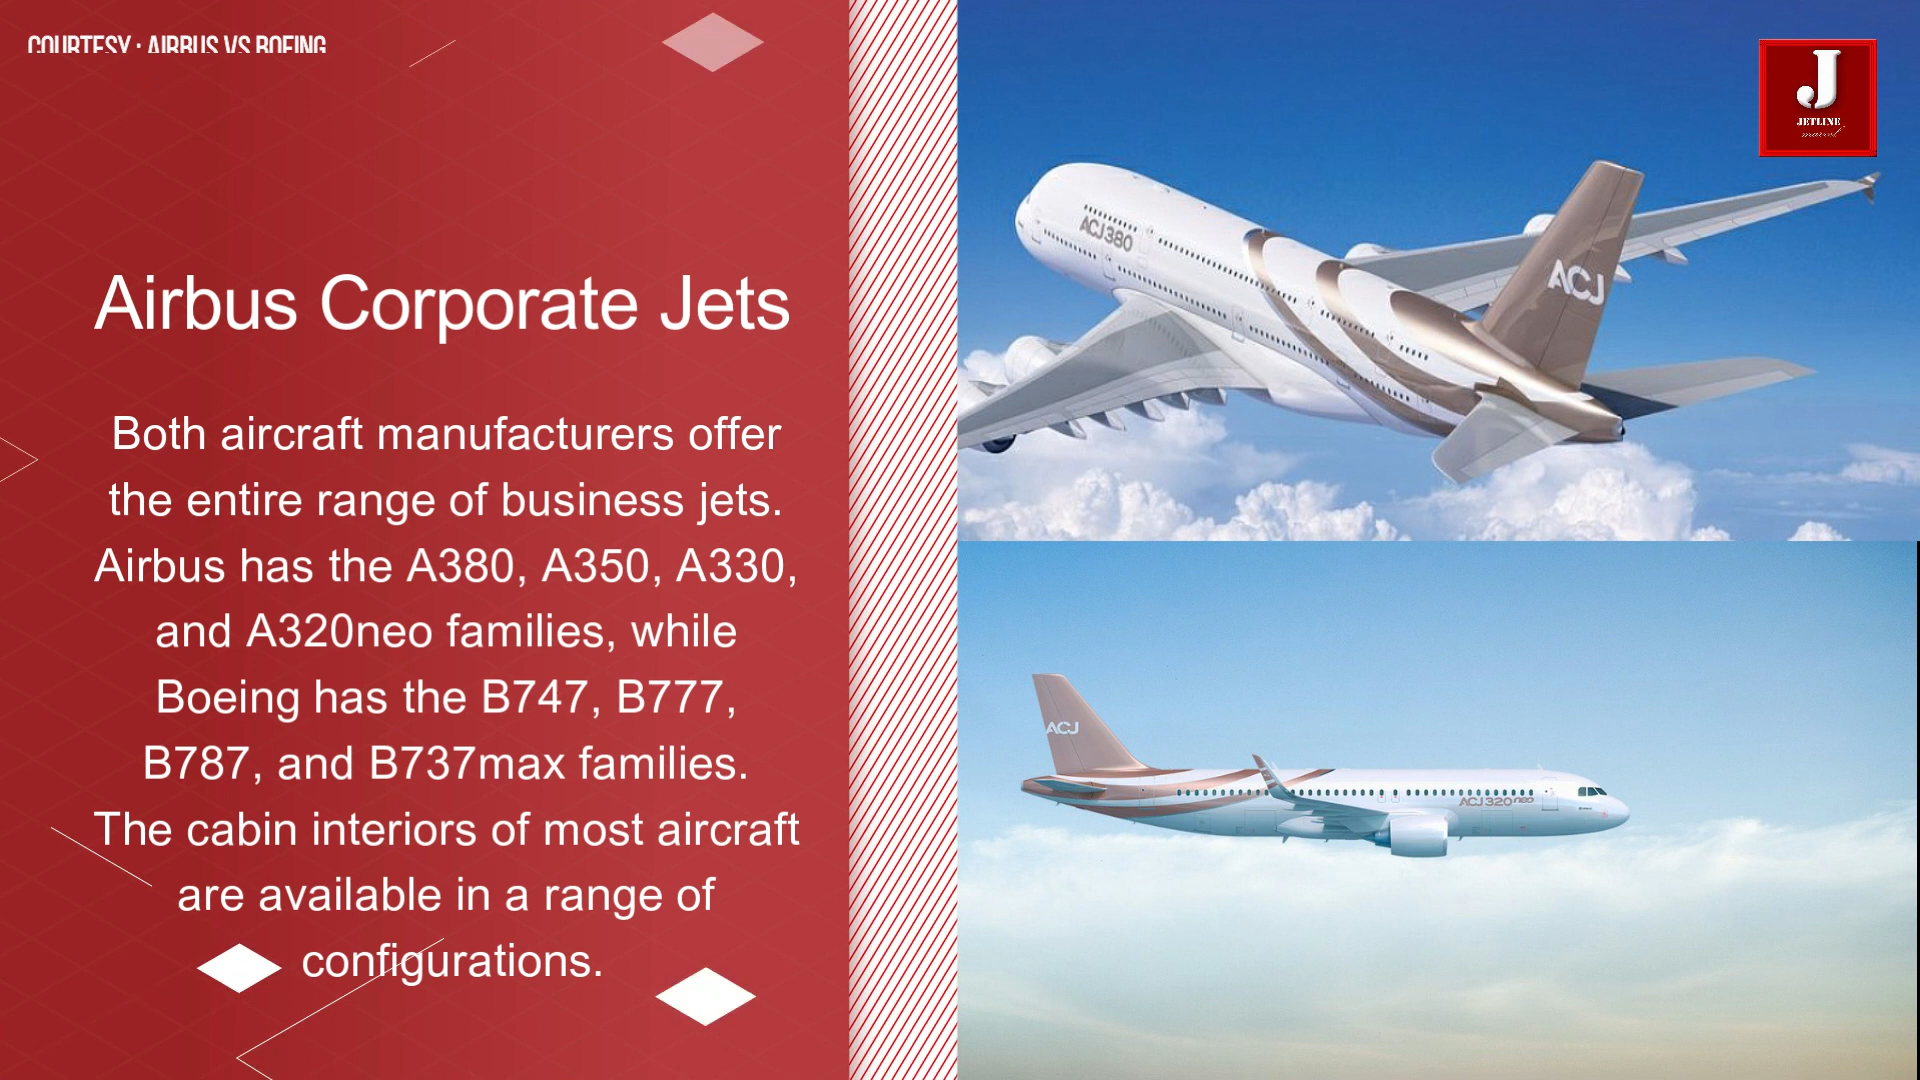 COURTESY : AIRBUS VS BOEING
Airbus Corporate Jets
Both aircraft manufacturers offer
the entire range of business jets.
Airbus has the A380, A350, A330,
and A320neo families, while
Boeing has the B747, B777,
B787, and B737max families.
The cabin interiors of most aircraft
are available in a range of
configurations.
J
JETLINE
marvel
ACJ380
ACJ
ACJ
ACJ320neo